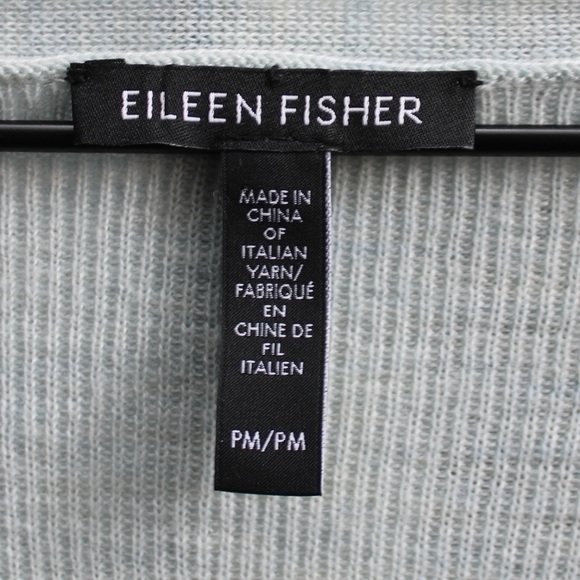 EILEEN FISHER
MADE IN
CHINA
OF
ITALIAN
YARN/
FABRIQUÉ
EN
CHINE DE
FIL
ITALIEN
PM/PM